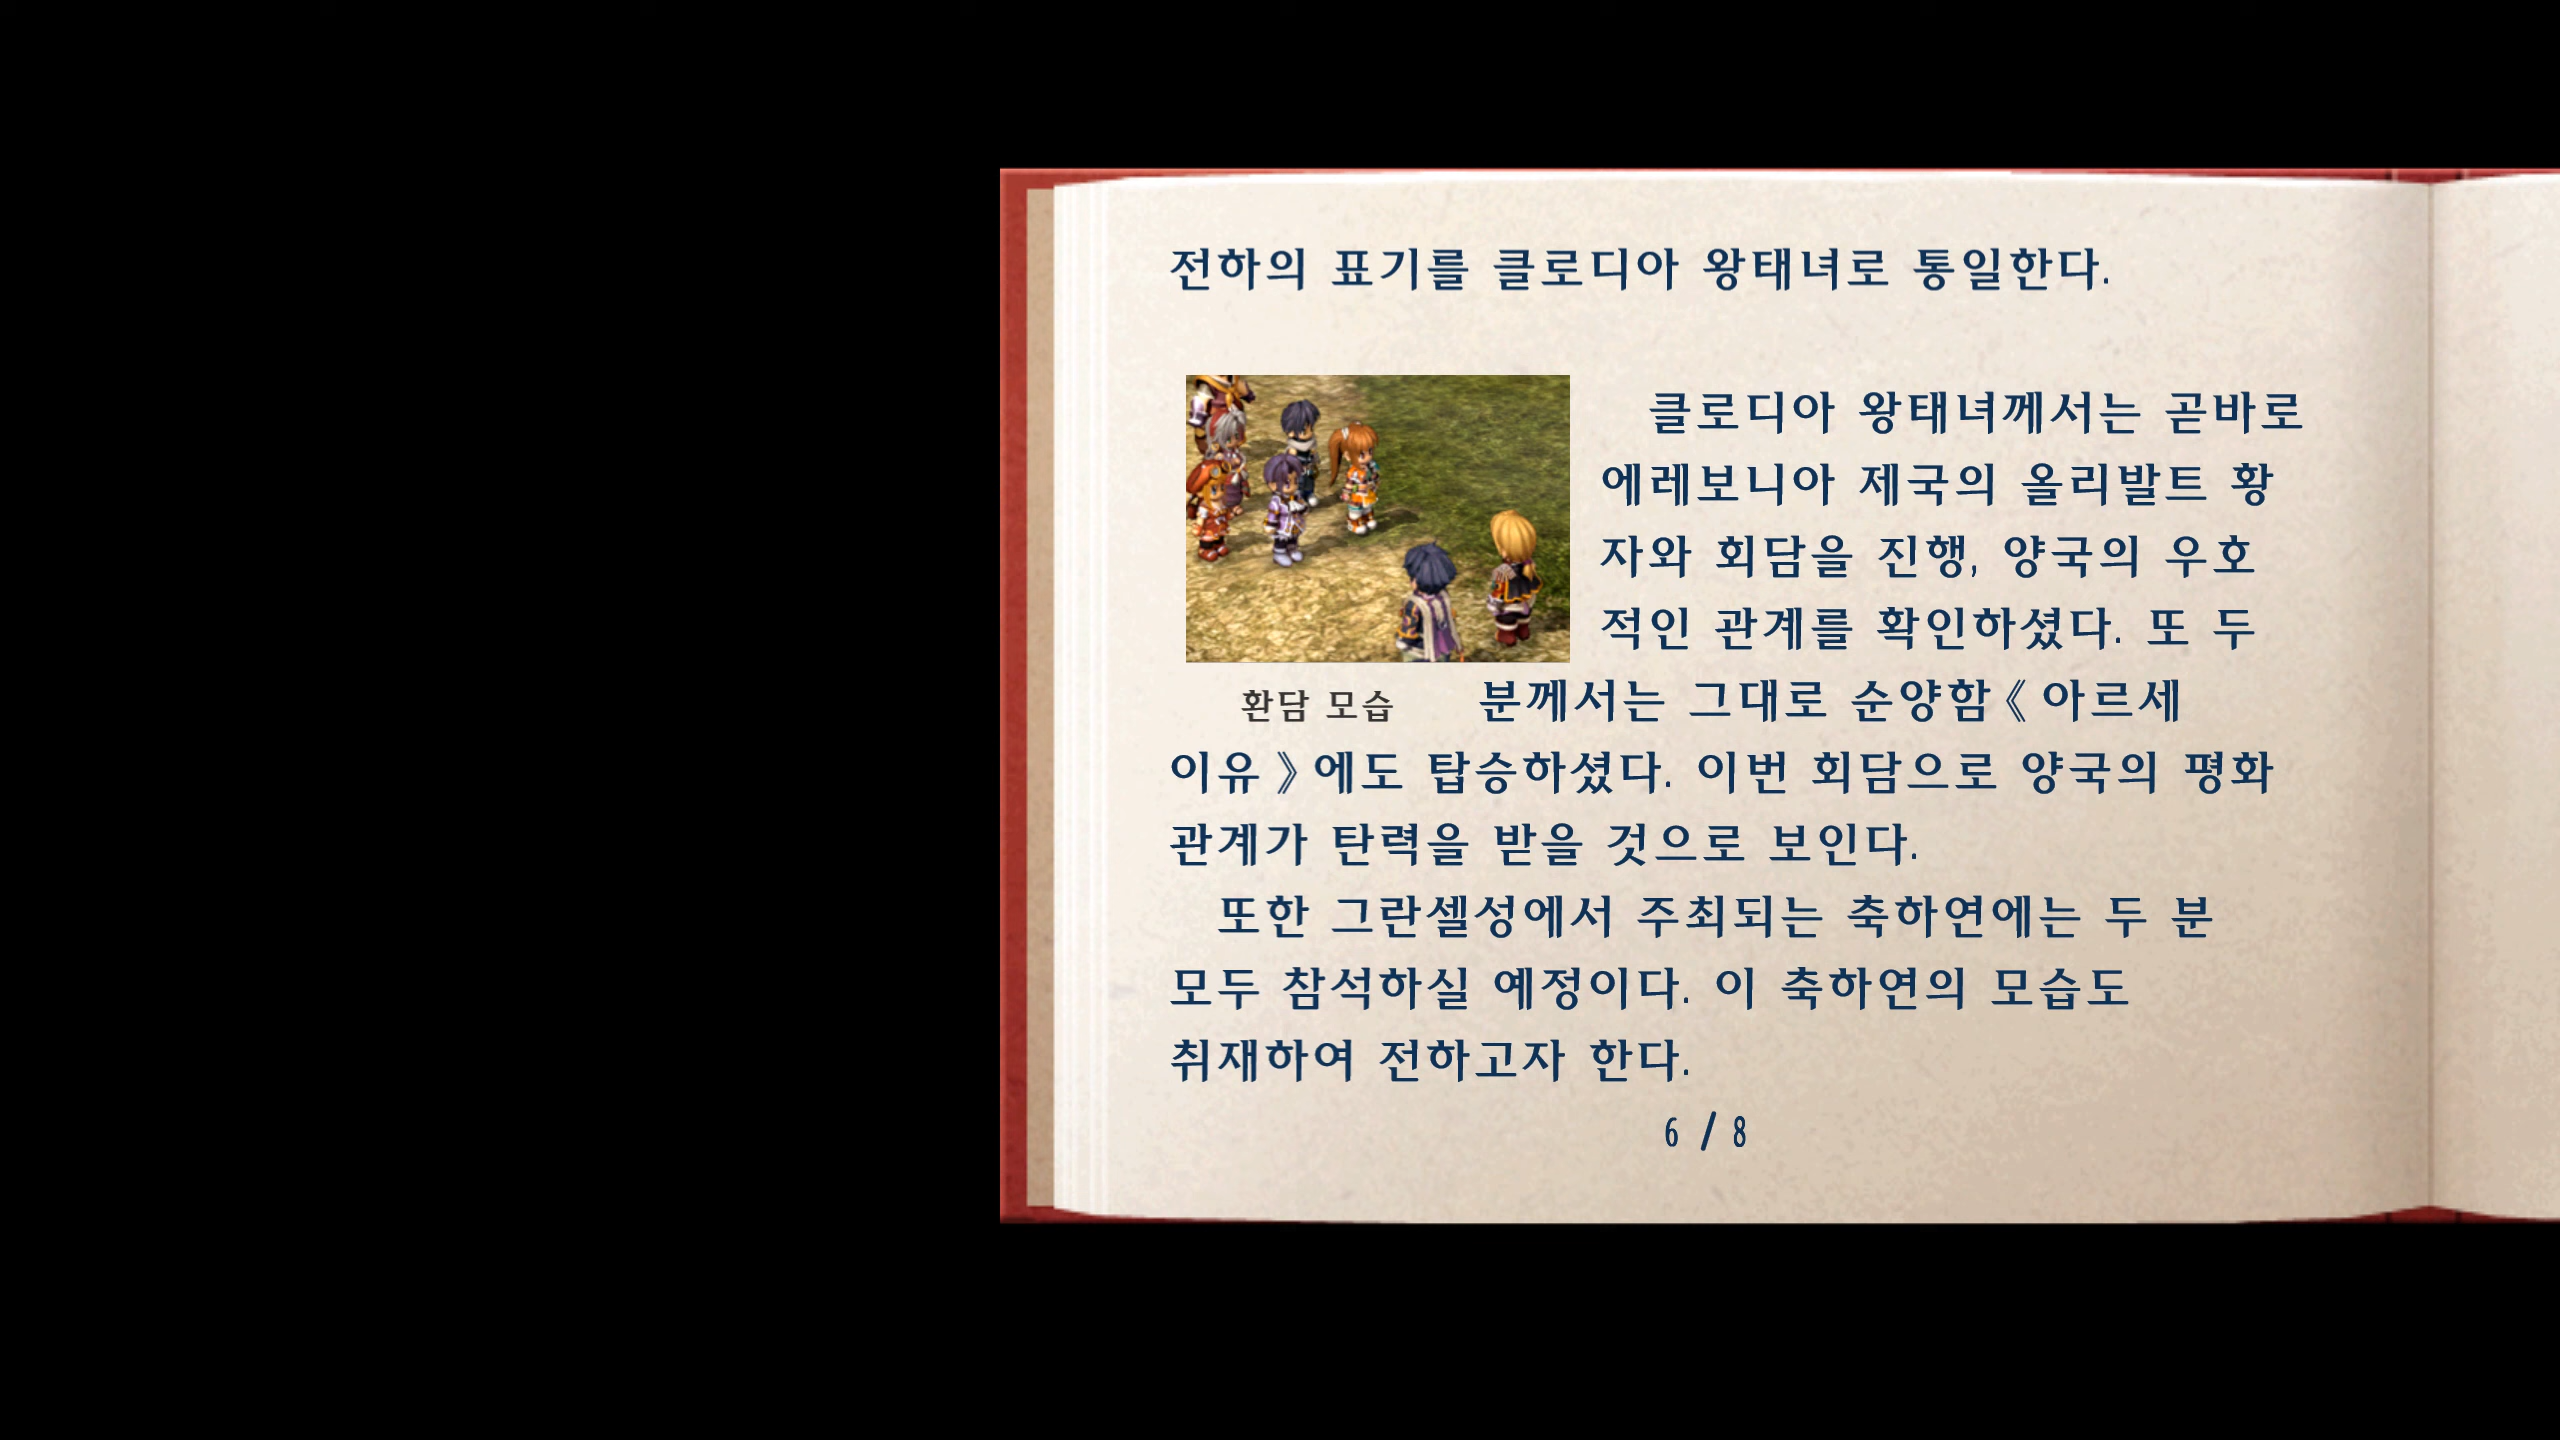 전하의 표기를 클로디아 왕태녀로 통일한다.
클로디아 왕태녀께서는 곧바로
에레보니아 제국의 올리발트 황
자와 회담을 진행, 양국의 우호
적인 관계를 확인하셨다. 또 두
환담 모습
분께서는 그대로 순양함《아르세
이유》에도 탑승하셨다. 이번 회담으로 양국의 평화
관계가 탄력을 받을 것으로 보인다.
또한 그란셀성에서 주최되는 축하연에는 두 분
모두 참석하실 예정이다. 이 축하연의 모습도
취재하여 전하고자 한다.
6 / 8